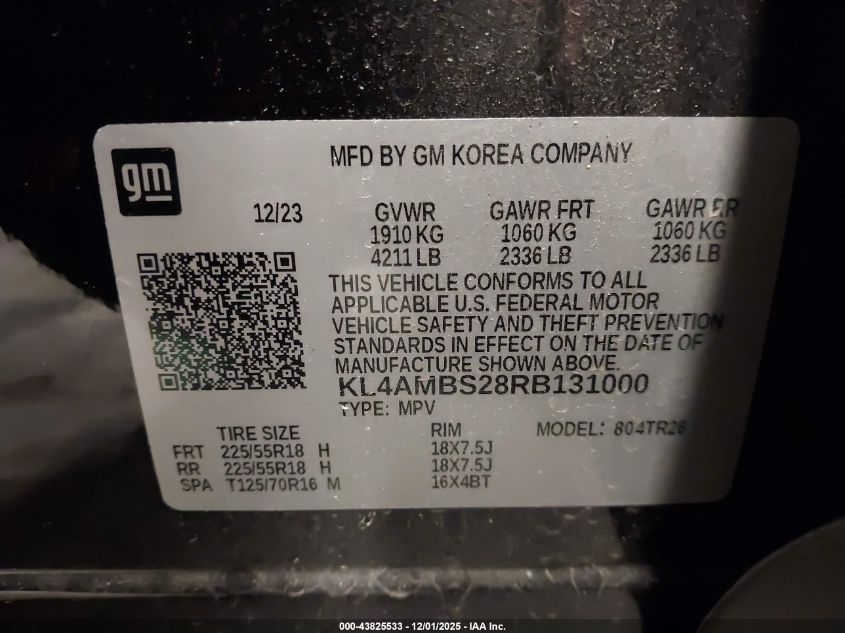 gm
MFD BY GM KOREA COMPANY
12/23 GVWR GAWR FRT GAWR RR
1910 KG 1060 KG 1060 KG
4211 LB 2336 LB 2336 LB
THIS VEHICLE CONFORMS TO ALL
APPLICABLE U.S. FEDERAL MOTOR
VEHICLE SAFETY AND THEFT PREVENTION
STANDARDS IN EFFECT ON THE DATE OF
MANUFACTURE SHOWN ABOVE.
KL4AMBS28RB131000
TYPE: MPV
TIRE SIZE RIM MODEL: 804TR26
FRT 225/55R18 H 18X7.5J
RR 225/55R18 H 18X7.5J
SPA T125/70R16 M 16X4BT
000-43825533 - 12/01/2025 - IAA Inc.